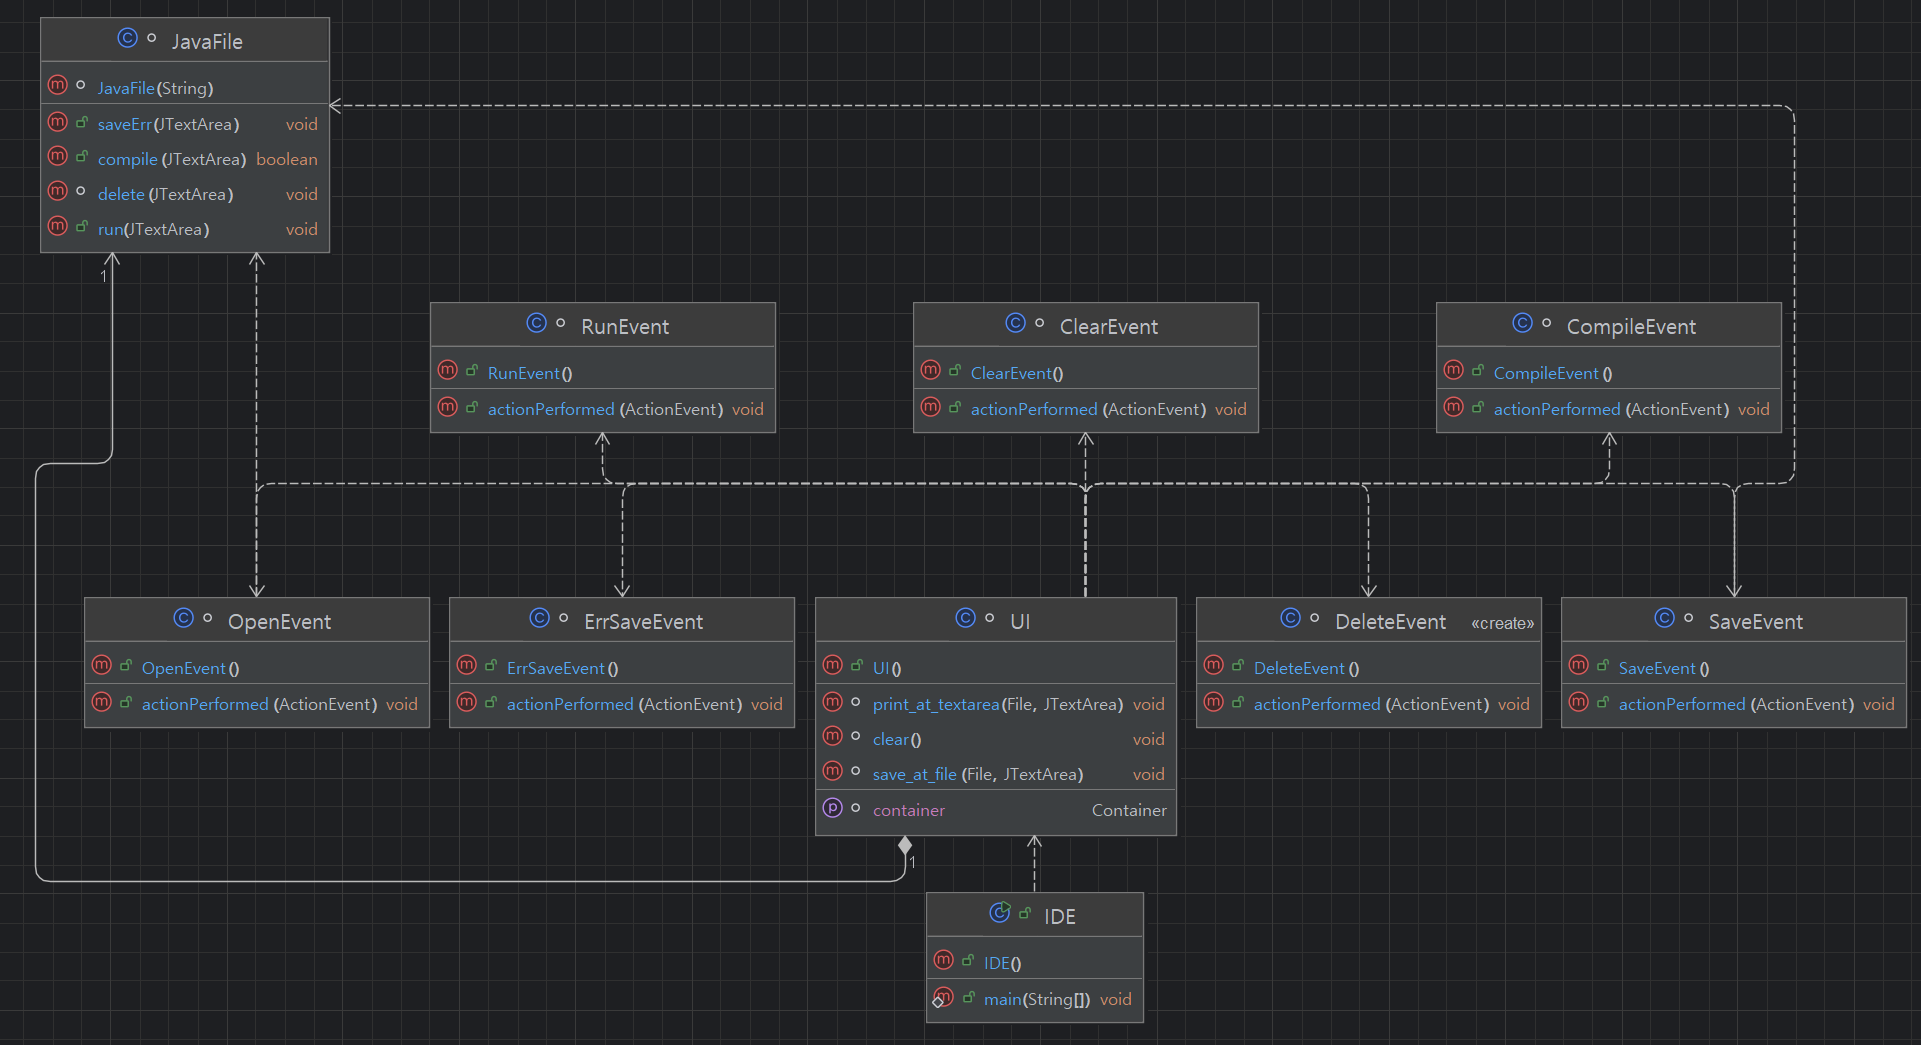 JavaFile
JavaFile(String)
saveErr(JTextArea) void
compile(JTextArea) boolean
delete(JTextArea) void
run(JTextArea) void
1
RunEvent
RunEvent()
actionPerformed(ActionEvent) void
ClearEvent
ClearEvent()
actionPerformed(ActionEvent) void
CompileEvent
CompileEvent()
actionPerformed(ActionEvent) void
OpenEvent
OpenEvent()
actionPerformed(ActionEvent) void
ErrSaveEvent
ErrSaveEvent()
actionPerformed(ActionEvent) void
UI
UI()
print_at_textarea(File, JTextArea) void
clear() void
save_at_file(File, JTextArea) void
container Container
1
DeleteEvent «create»
DeleteEvent()
actionPerformed(ActionEvent) void
SaveEvent
SaveEvent()
actionPerformed(ActionEvent) void
IDE
IDE()
main(String[]) void